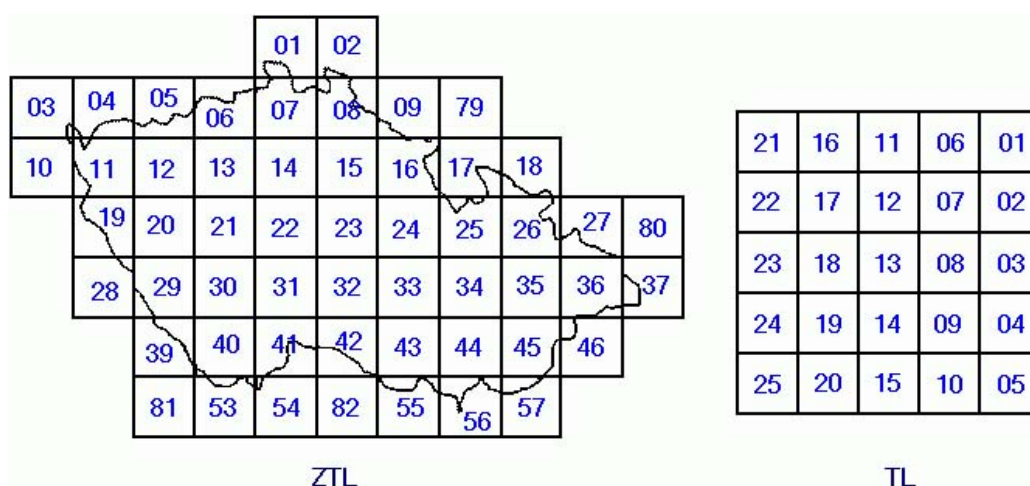 01 02
03 04 05 06 07 08 09 79
10 11 12 13 14 15 16 17 18
19 20 21 22 23 24 25 26 27 80
28 29 30 31 32 33 34 35 36 37
39 40 41 42 43 44 45 46
81 53 54 82 55 56 57
ZTL
21 16 11 06 01
22 17 12 07 02
23 18 13 08 03
24 19 14 09 04
25 20 15 10 05
TL